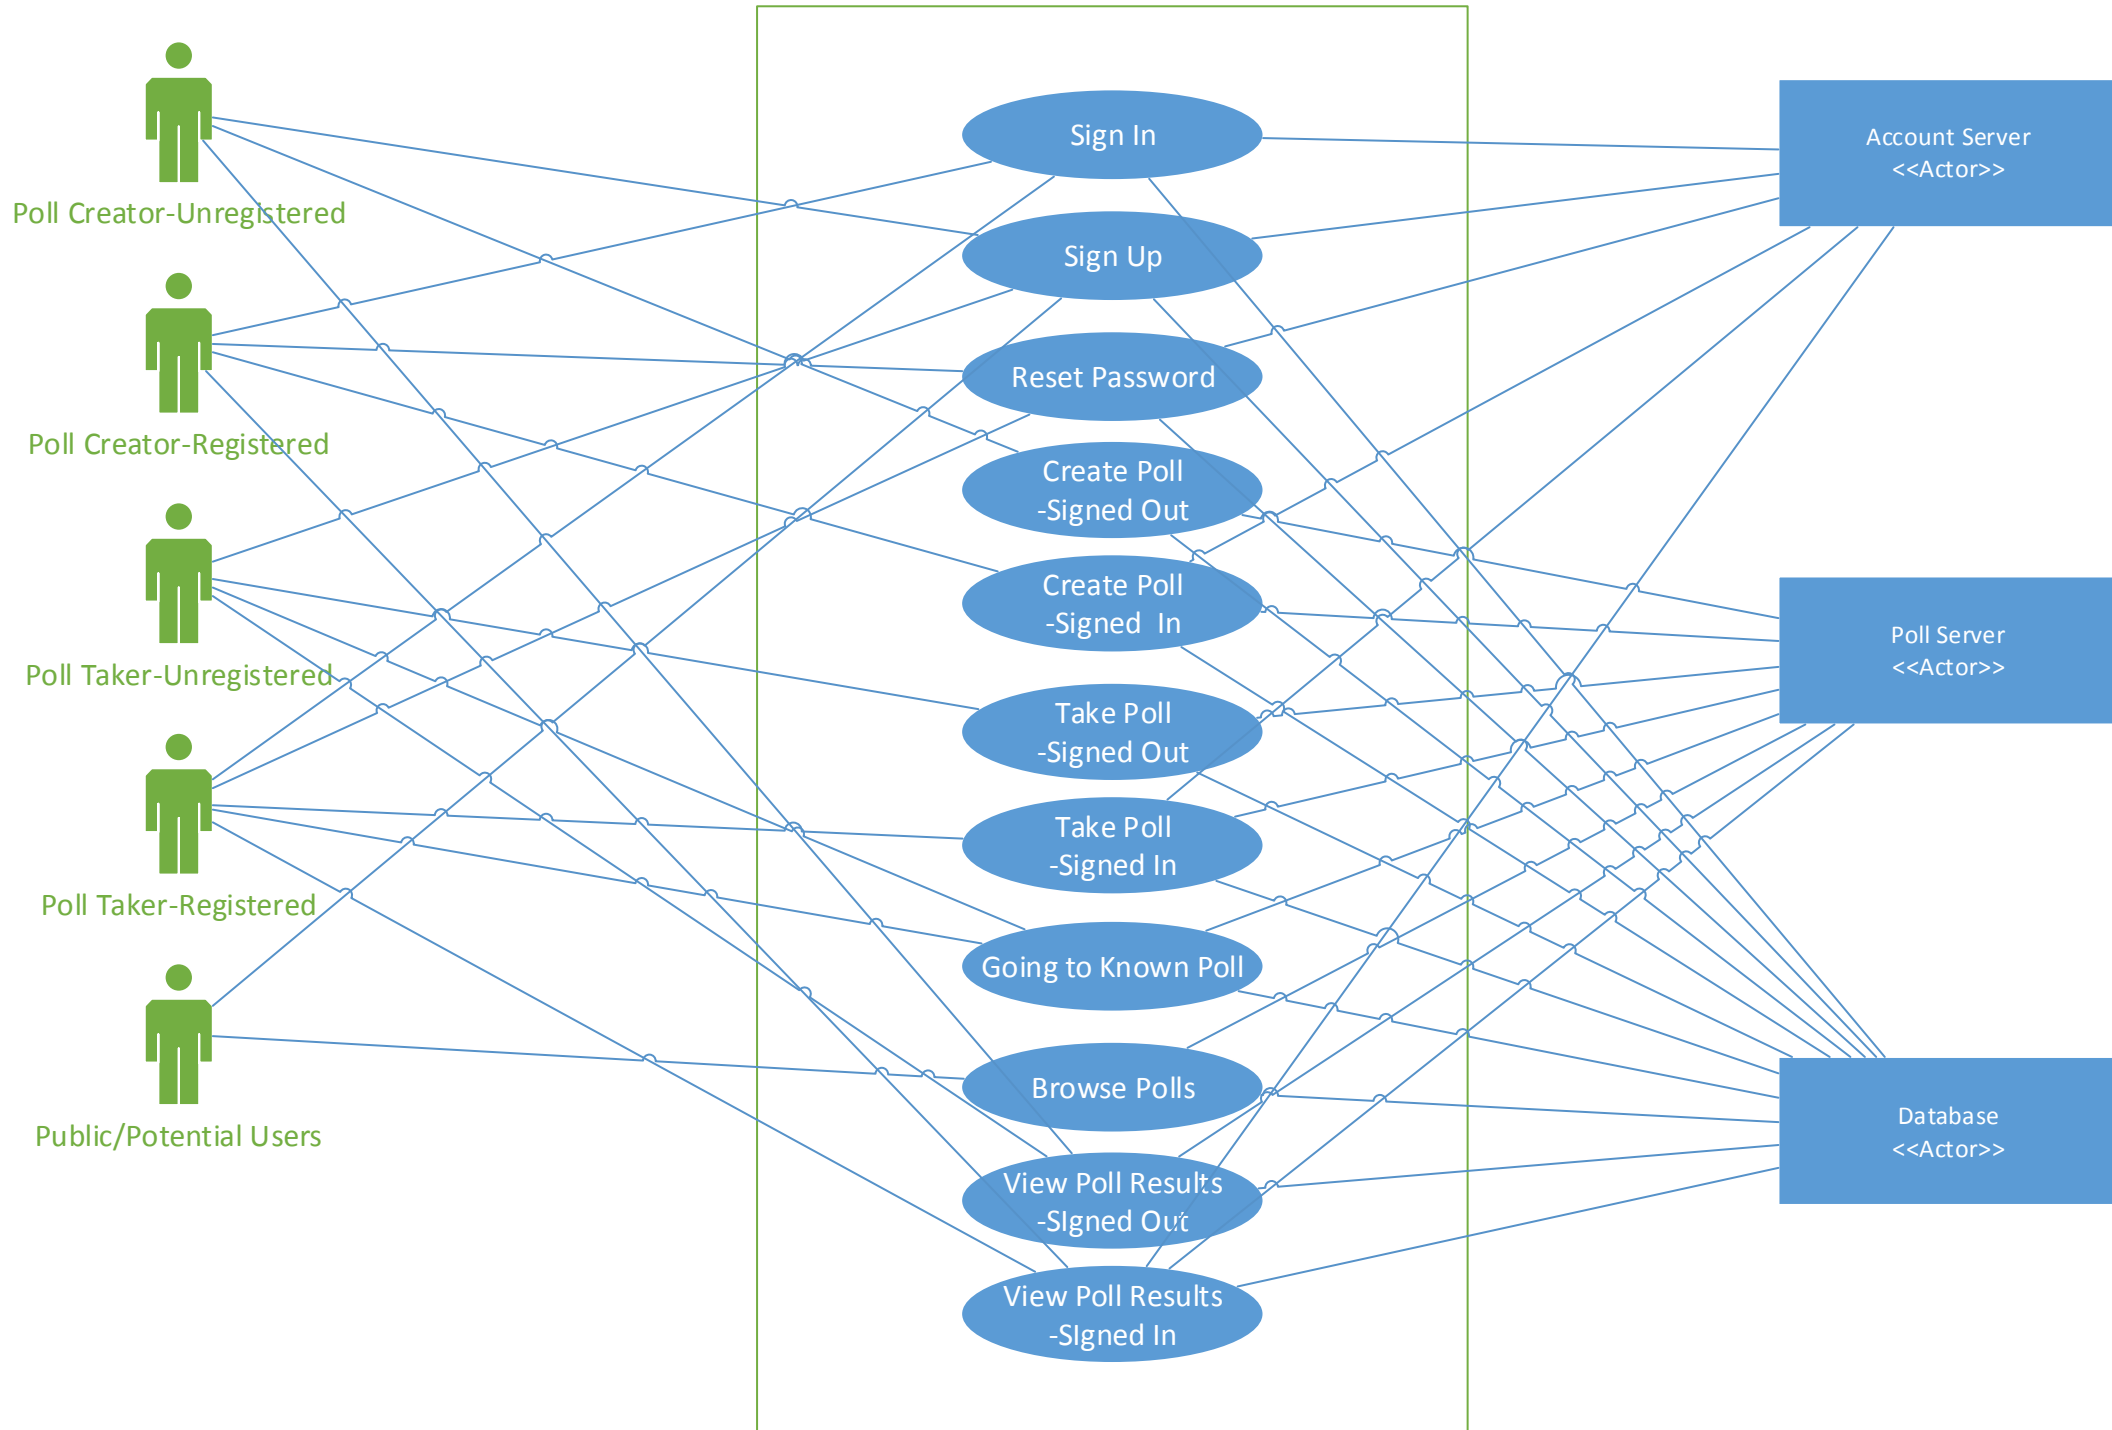 Poll Creator-Unregistered
Poll Creator-Registered
Poll Taker-Unregistered
Poll Taker-Registered
Public/Potential Users
Sign In
Sign Up
Reset Password
Create Poll
-Signed Out
Create Poll
-Signed  In
Take Poll
-Signed Out
Take Poll
-Signed In
Going to Known Poll
Browse Polls
View Poll Results
-SIgned Out
View Poll Results
-SIgned In
Account Server
<<Actor>>
Poll Server
<<Actor>>
Database
<<Actor>>